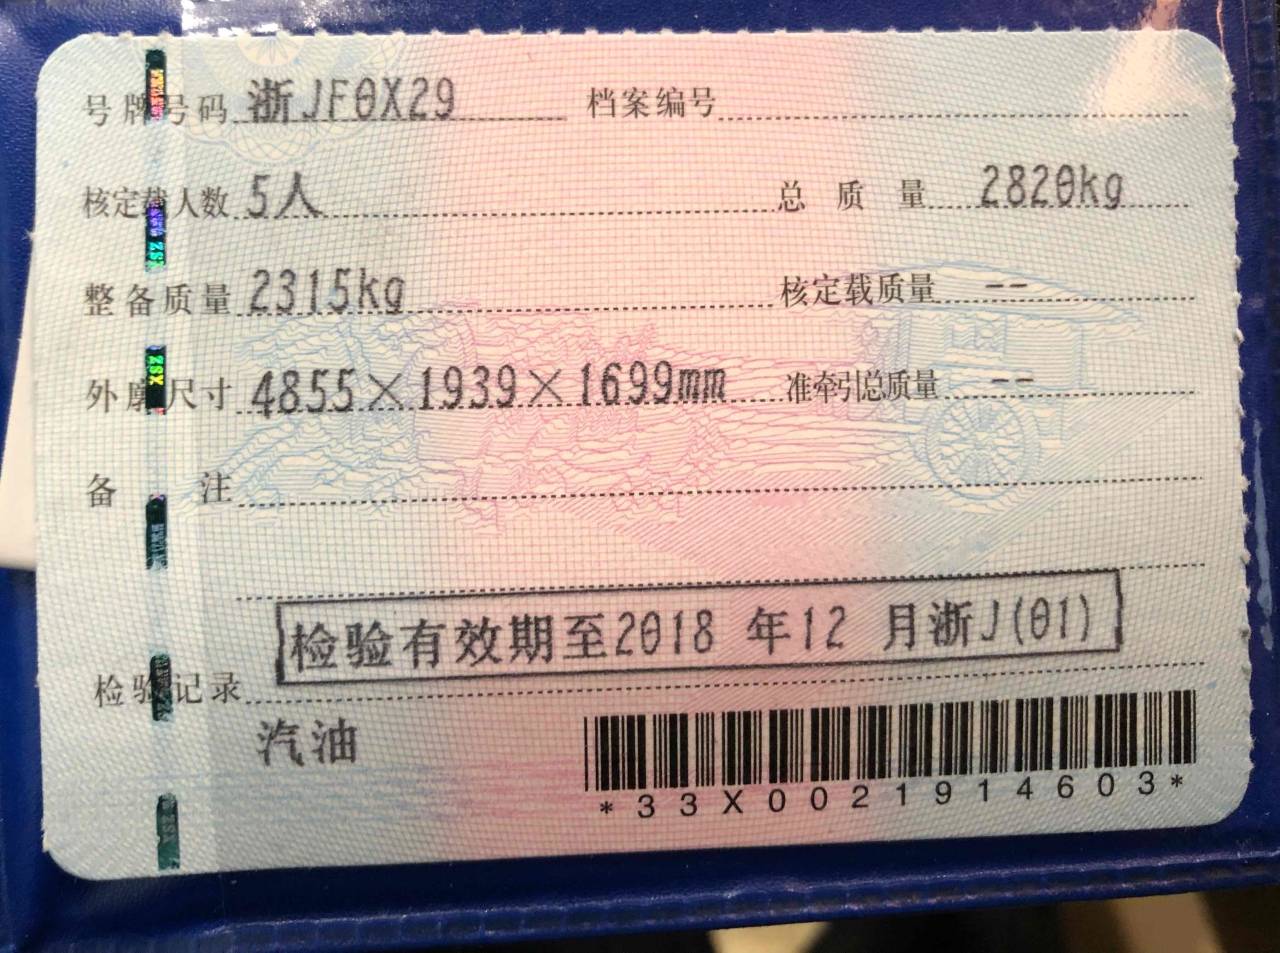 号牌号码 浙JF0X29 档案编号
核定载人数 5人 总质量 2820kg
整备质量 2315kg 核定载质量 --
外廓尺寸 4855×1939×1699mm 准牵引总质量 --
备注
检验有效期至2018 年12 月浙J(01)
检验记录
汽油
*33X0021914603*